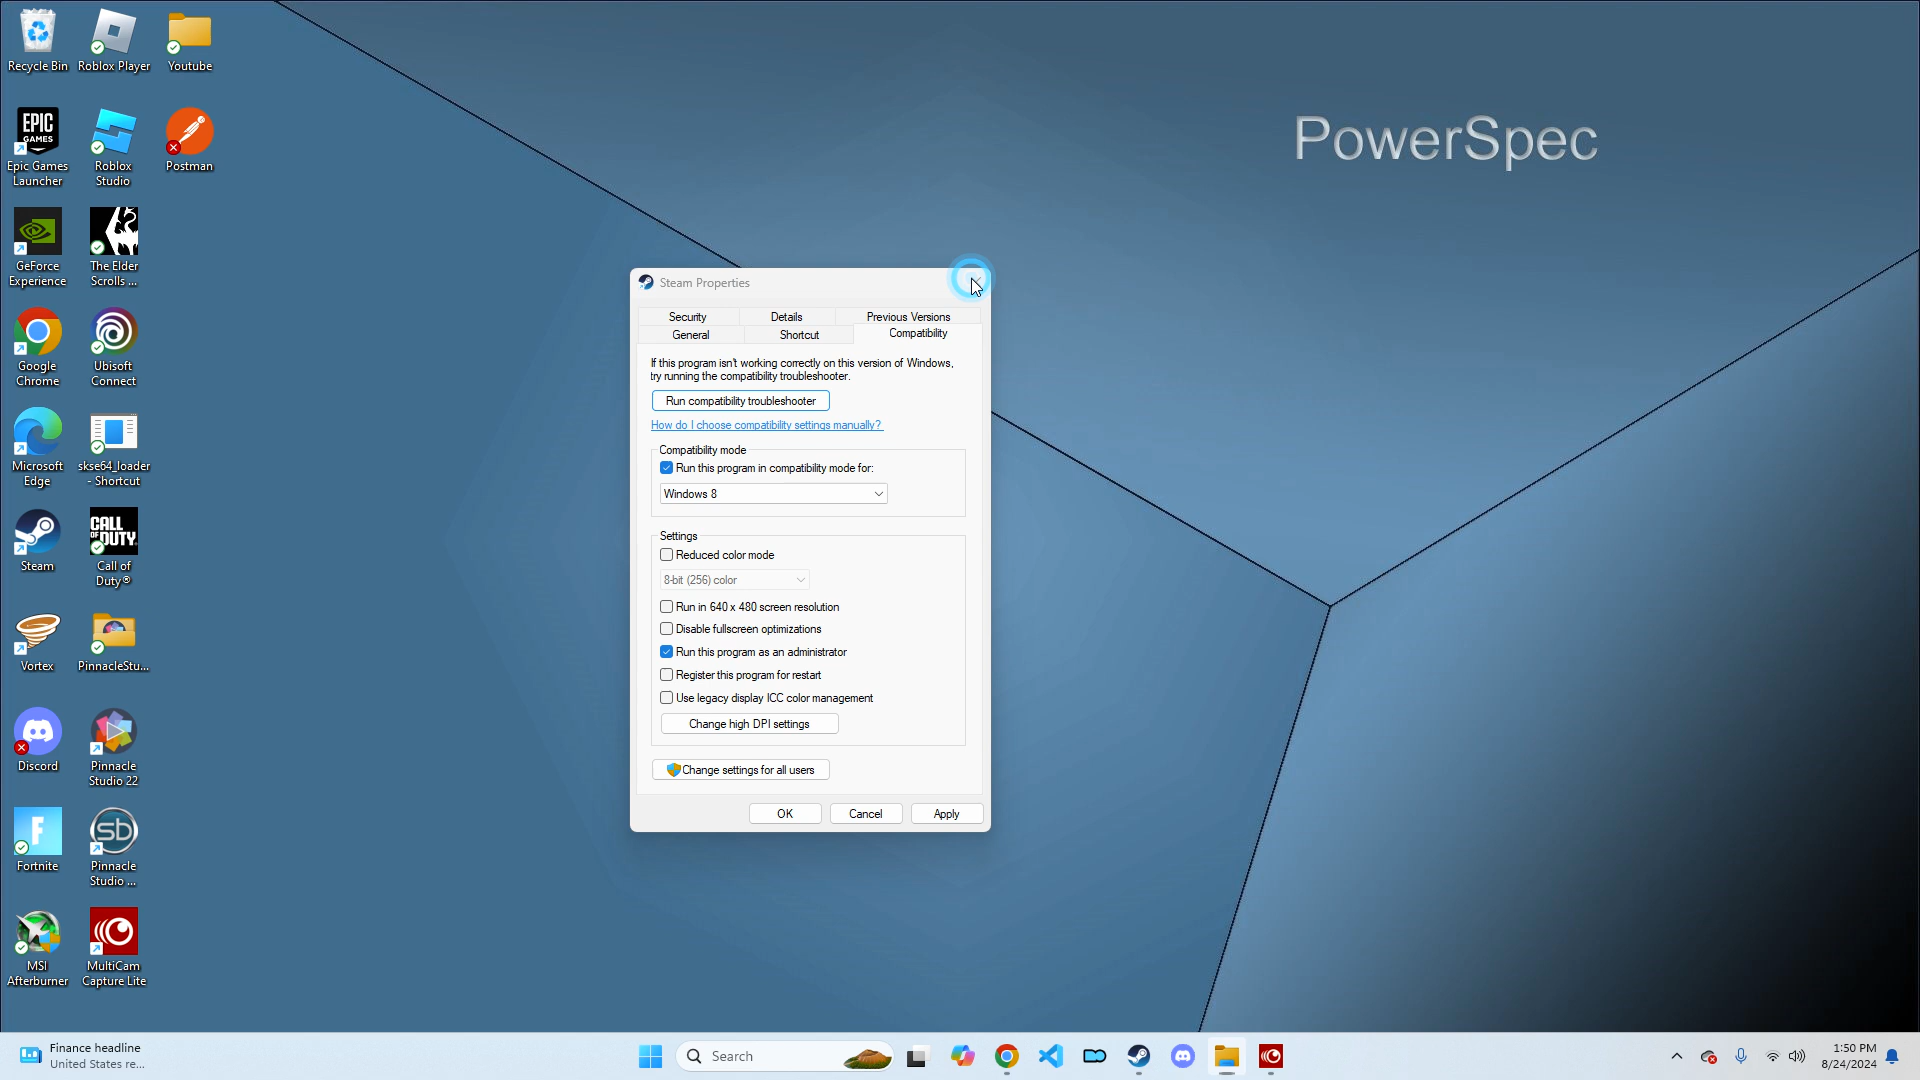 Recycle Bin
Roblox Player
Youtube
EPIC
GAMES
Epic Games
Launcher
Roblox
Studio
Postman
GeForce
Experience
The Elder
Scrolls ...
Google
Chrome
Ubisoft
Connect
Microsoft
Edge
skse64_loader
- Shortcut
Steam
CALL
OF DUTY
Call of
Duty®
Vortex
PinnacleStu...
Discord
Pinnacle
Studio 22
F
Fortnite
sb
Pinnacle
Studio ...
MSI
Afterburner
MultiCam
Capture Lite
PowerSpec
Steam Properties
Security
Details
Previous Versions
General
Shortcut
Compatibility
If this program isn't working correctly on this version of Windows,
try running the compatibility troubleshooter.
Run compatibility troubleshooter
How do I choose compatibility settings manually?
Compatibility mode
Run this program in compatibility mode for:
Windows 8
Settings
Reduced color mode
8-bit (256) color
Run in 640 x 480 screen resolution
Disable fullscreen optimizations
Run this program as an administrator
Register this program for restart
Use legacy display ICC color management
Change high DPI settings
Change settings for all users
OK
Cancel
Apply
Finance headline
United States re...
Search
1:50 PM
8/24/2024